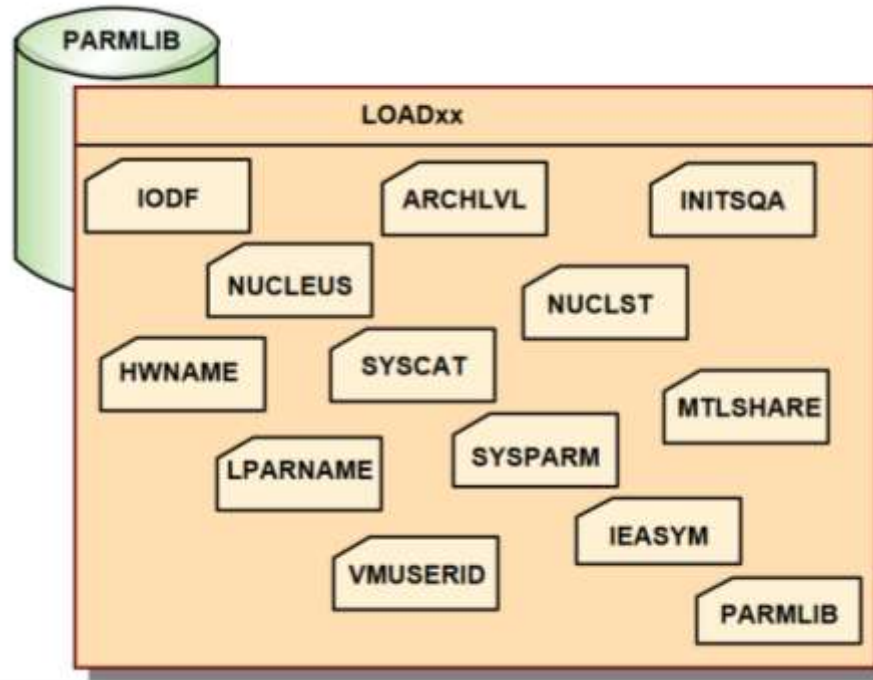 PARMLIB
LOADxx
IODF
ARCHLVL
INITSQA
NUCLEUS
NUCLST
HWNAME
SYSCAT
MTLSHARE
LPARNAME
SYSPARM
IEASYM
VMUSERID
PARMLIB